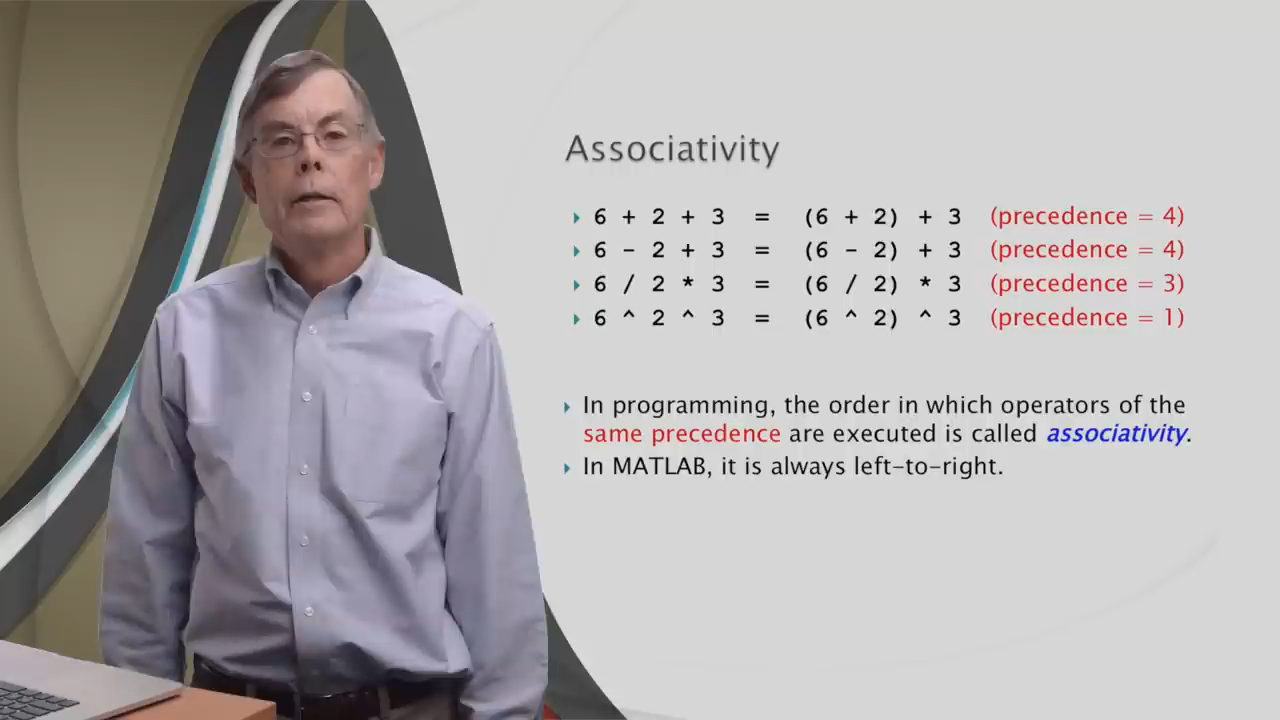 Associativity
6 + 2 + 3 = (6 + 2) + 3 (precedence = 4)
6 - 2 + 3 = (6 - 2) + 3 (precedence = 4)
6 / 2 * 3 = (6 / 2) * 3 (precedence = 3)
6 ^ 2 ^ 3 = (6 ^ 2) ^ 3 (precedence = 1)
In programming, the order in which operators of the
same precedence are executed is called associativity.
In MATLAB, it is always left-to-right.